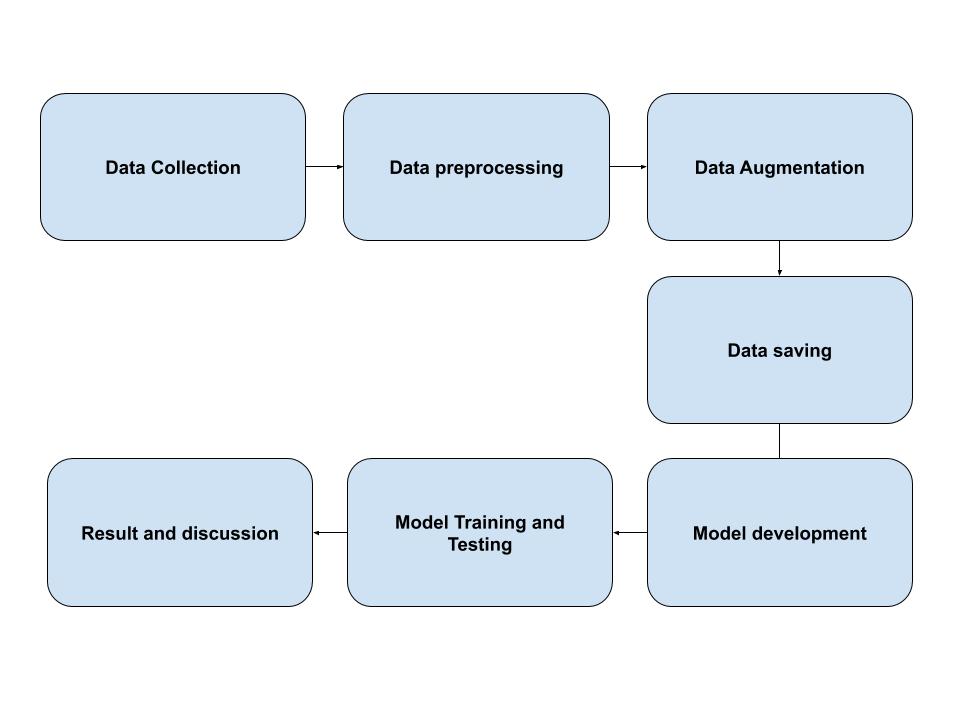 Data Collection
Data preprocessing
Data Augmentation
Data saving
Model development
Model Training and
Testing
Result and discussion